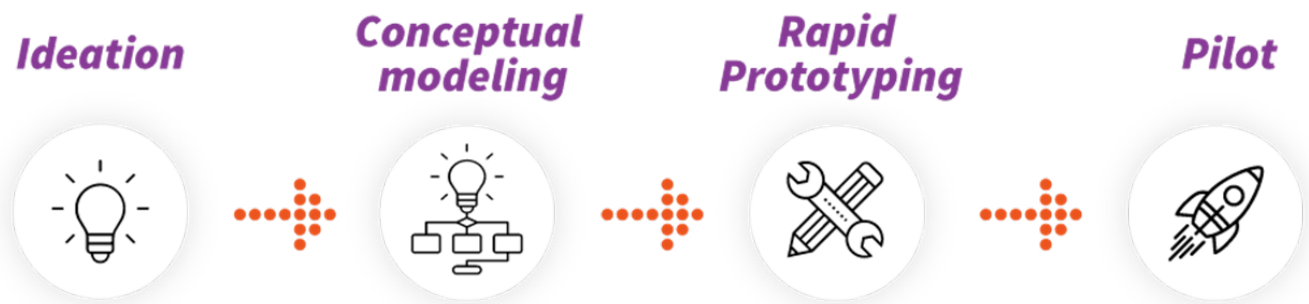 Ideation
Conceptual
modeling
Rapid
Prototyping
Pilot